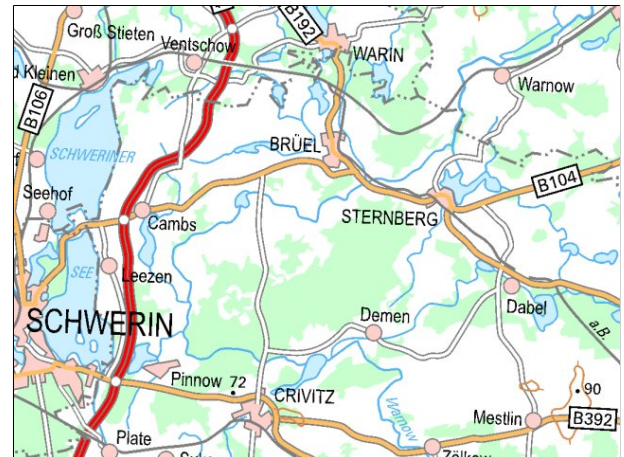 Groß Stieten
B192
Ventschow
WARIN
d Kleinen
Warnow
B106
BRÜEL
SCHWERINER
B104
Seehof
Cambs
STERNBERG
SEE
Leezen
Dabel
SCHWERIN
Demen
a.B.
Pinnow 72
CRIVITZ
90
Warnow
Mestlin
B392
Plate
Zölkow